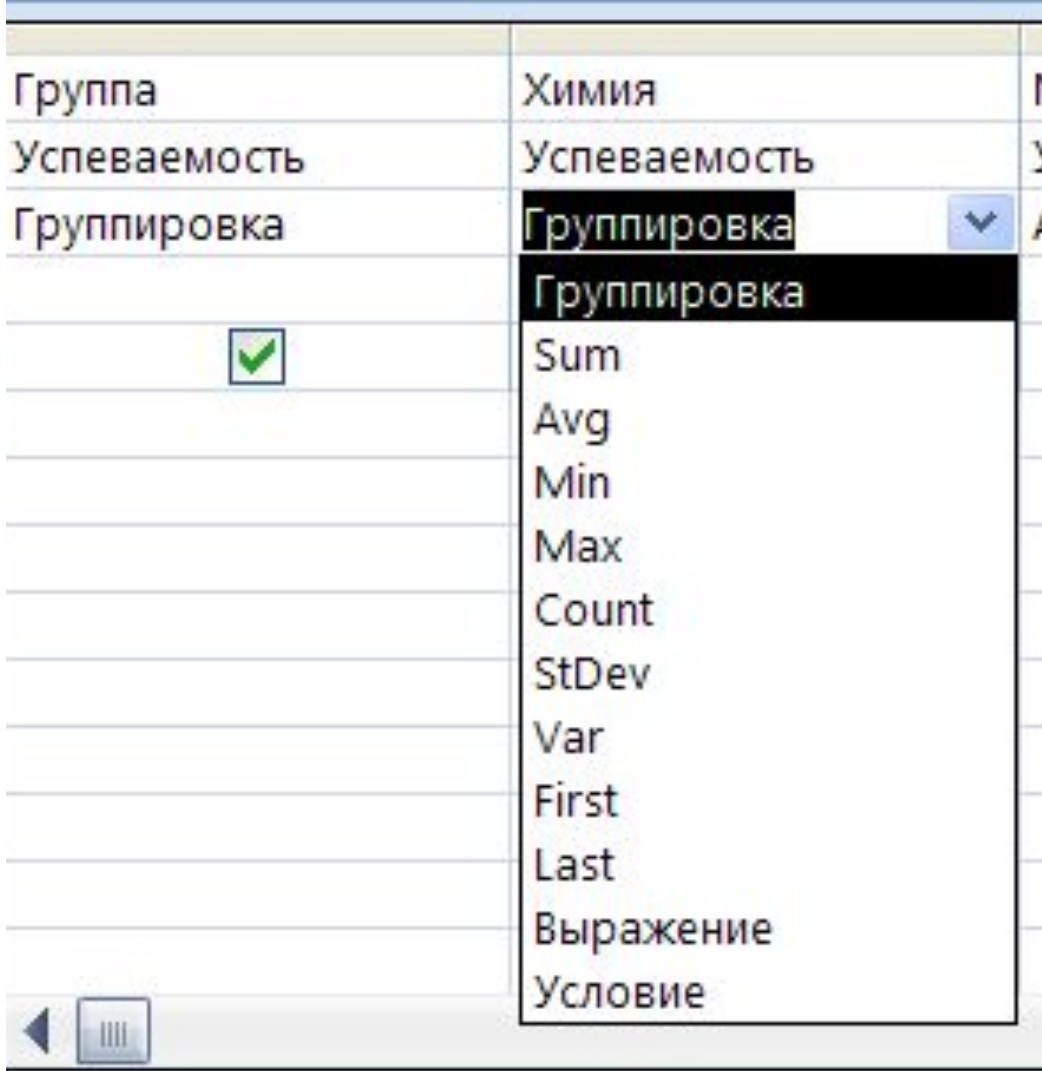 Группа Химия
Успеваемость Успеваемость
Группировка Группировка
Группировка
Sum
Avg
Min
Max
Count
StDev
Var
First
Last
Выражение
Условие